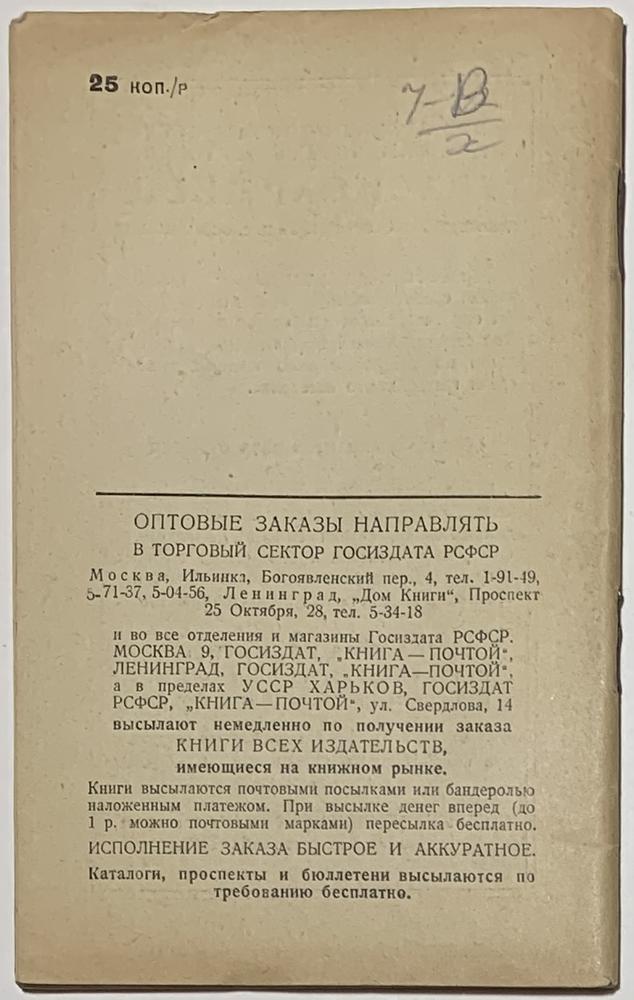 25 коп./Р
7-В
х
ОПТОВЫЕ ЗАКАЗЫ НАПРАВЛЯТЬ
В ТОРГОВЫЙ СЕКТОР ГОСИЗДАТА РСФСР
Москва, Ильинка, Богоявленский пер., 4, тел. 1-91-49,
5-71-37, 5-04-56, Ленинград, „Дом Книги“, Проспект
25 Октября, 28, тел. 5-34-18
и во все отделения и магазины Госиздата РСФСР.
МОСКВА 9, ГОСИЗДАТ, „КНИГА — ПОЧТОЙ“,
ЛЕНИНГРАД, ГОСИЗДАТ, „КНИГА—ПОЧТОЙ“,
а в пределах УССР ХАРЬКОВ, ГОСИЗДАТ
РСФСР, „КНИГА—ПОЧТОЙ“, ул. Свердлова, 14
высылают немедленно по получении заказа
КНИГИ ВСЕХ ИЗДАТЕЛЬСТВ,
имеющиеся на книжном рынке.
Книги высылаются почтовыми посылками или бандеролью
наложенным платежом. При высылке денег вперед (до
1 р. можно почтовыми марками) пересылка бесплатно.
ИСПОЛНЕНИЕ ЗАКАЗА БЫСТРОЕ И АККУРАТНОЕ.
Каталоги, проспекты и бюллетени высылаются по
требованию бесплатно.